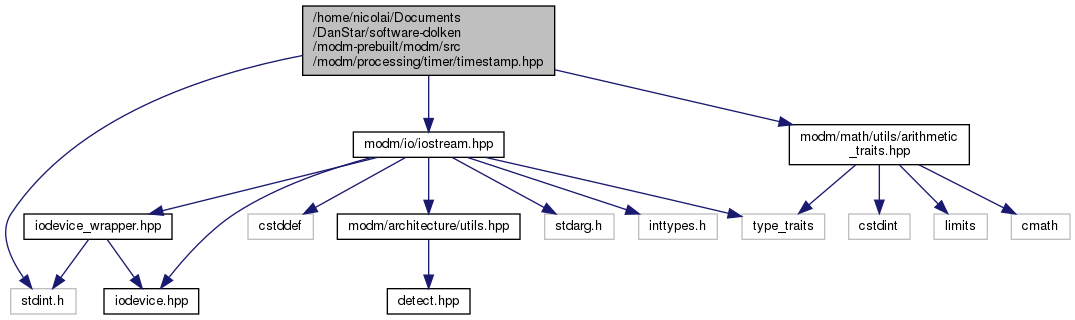 /home/nicolai/Documents
/DanStar/software-dolken
/modm-prebuilt/modm/src
/modm/processing/timer/timestamp.hpp
modm/io/iostream.hpp
modm/math/utils/arithmetic
_traits.hpp
iodevice_wrapper.hpp
cstddef
modm/architecture/utils.hpp
stdarg.h
inttypes.h
type_traits
cstdint
limits
cmath
stdint.h
iodevice.hpp
detect.hpp